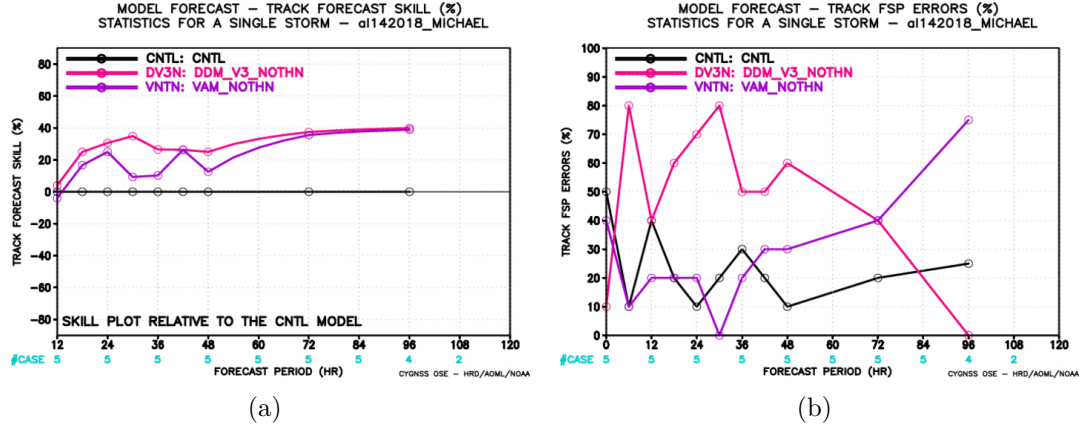 MODEL FORECAST – TRACK FORECAST SKILL (%)
STATISTICS FOR A SINGLE STORM – al142018_MICHAEL
CNTL: CNTL
DV3N: DDM_V3_NOTHN
VNTN: VAM_NOTHN
TRACK FORECAST SKILL (%)
80
60
40
20
0
−20
−40
−60
−80
SKILL PLOT RELATIVE TO THE CNTL MODEL
12 24 36 48 60 72 84 96 108 120
#CASE 5 5 5 5 5 5 5 4 2
FORECAST PERIOD (HR)
CYGNSS OSE – HRD/AOML/NOAA
(a)
MODEL FORECAST – TRACK FSP ERRORS (%)
STATISTICS FOR A SINGLE STORM – al142018_MICHAEL
CNTL: CNTL
DV3N: DDM_V3_NOTHN
VNTN: VAM_NOTHN
TRACK FSP ERRORS (%)
100
90
80
70
60
50
40
30
20
10
0
0 12 24 36 48 60 72 84 96 108 120
#CASE 5 5 5 5 5 5 5 5 4 2
FORECAST PERIOD (HR)
CYGNSS OSE – HRD/AOML/NOAA
(b)